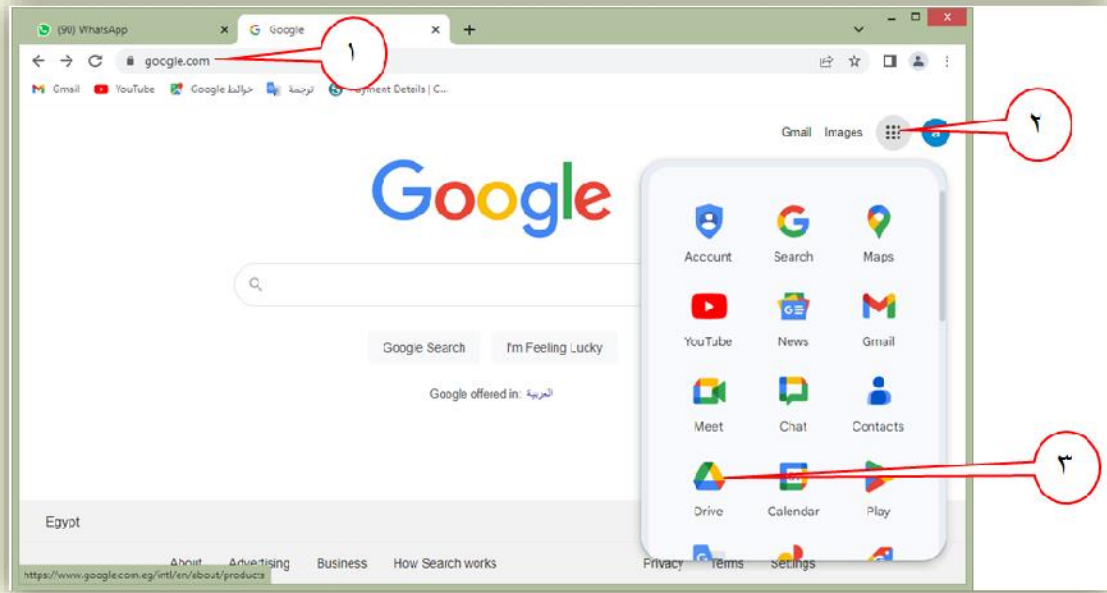 (90) WhatsApp
Google
١
google.com
Gmail YouTube خرائط Google ترجمة Payment Details | C...
Gmail Images a
٢
Google
Account Search Maps
YouTube News Gmail
Google Search I'm Feeling Lucky
Google offered in: العربية
Meet Chat Contacts
٣
Drive Calendar Play
Egypt
About Advertising Business How Search works Privacy Terms Settings
https://www.google.com.eg/intl/en/about/products